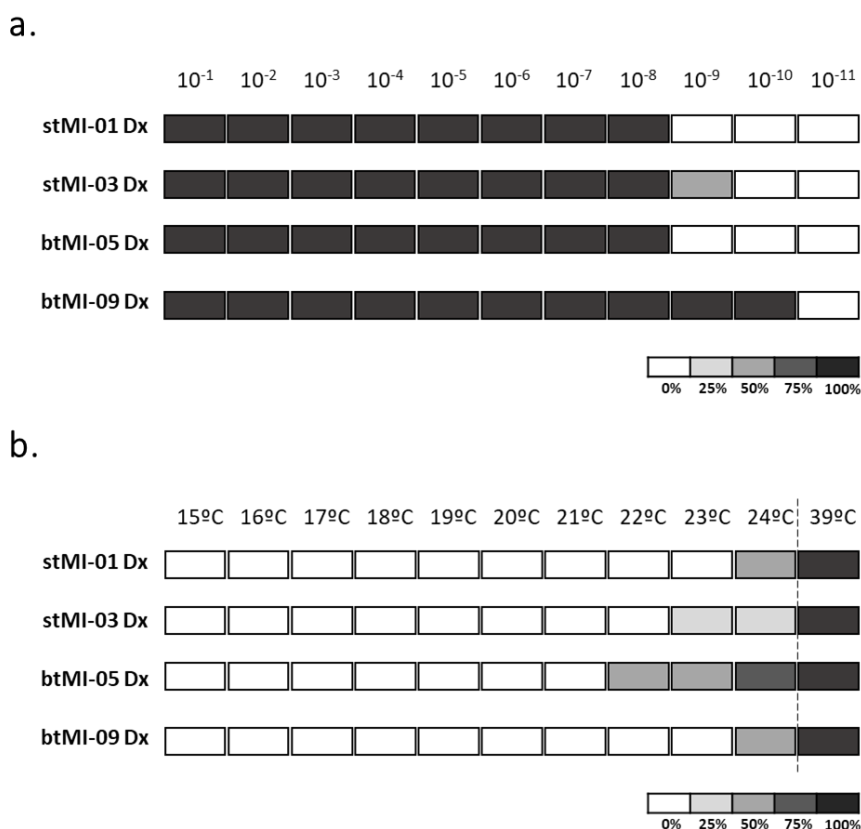 a.
10⁻¹ 10⁻² 10⁻³ 10⁻⁴ 10⁻⁵ 10⁻⁶ 10⁻⁷ 10⁻⁸ 10⁻⁹ 10⁻¹⁰ 10⁻¹¹
stMI-01 Dx
stMI-03 Dx
btMI-05 Dx
btMI-09 Dx
0% 25% 50% 75% 100%
b.
15ºC 16ºC 17ºC 18ºC 19ºC 20ºC 21ºC 22ºC 23ºC 24ºC 39ºC
stMI-01 Dx
stMI-03 Dx
btMI-05 Dx
btMI-09 Dx
0% 25% 50% 75% 100%